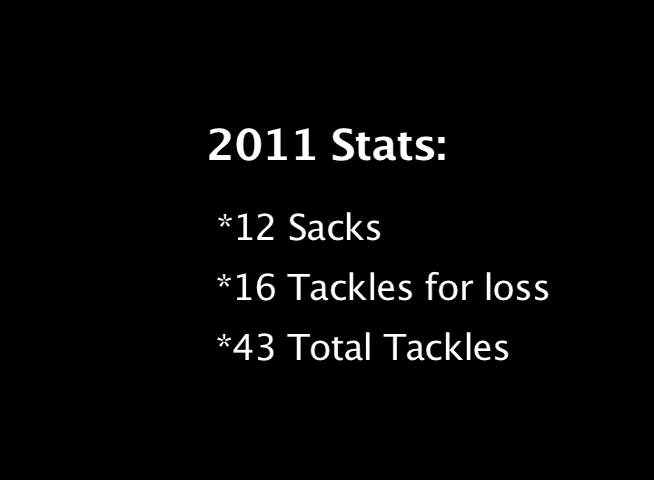 2011 Stats:
*12 Sacks
*16 Tackles for loss
*43 Total Tackles